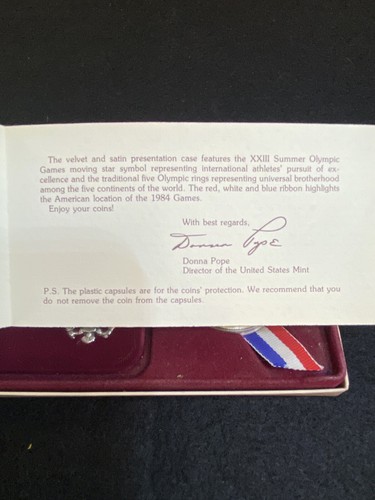 The velvet and satin presentation case features the XXIII Summer Olympic
Games moving star symbol representing international athletes' pursuit of ex-
cellence and the traditional five Olympic rings representing universal brotherhood
among the five continents of the world. The red, white and blue ribbon highlights
the American location of the 1984 Games.
Enjoy your coins!
With best regards,
Donna Pope
Donna Pope
Director of the United States Mint
P.S. The plastic capsules are for the coins' protection. We recommend that you
do not remove the coin from the capsules.